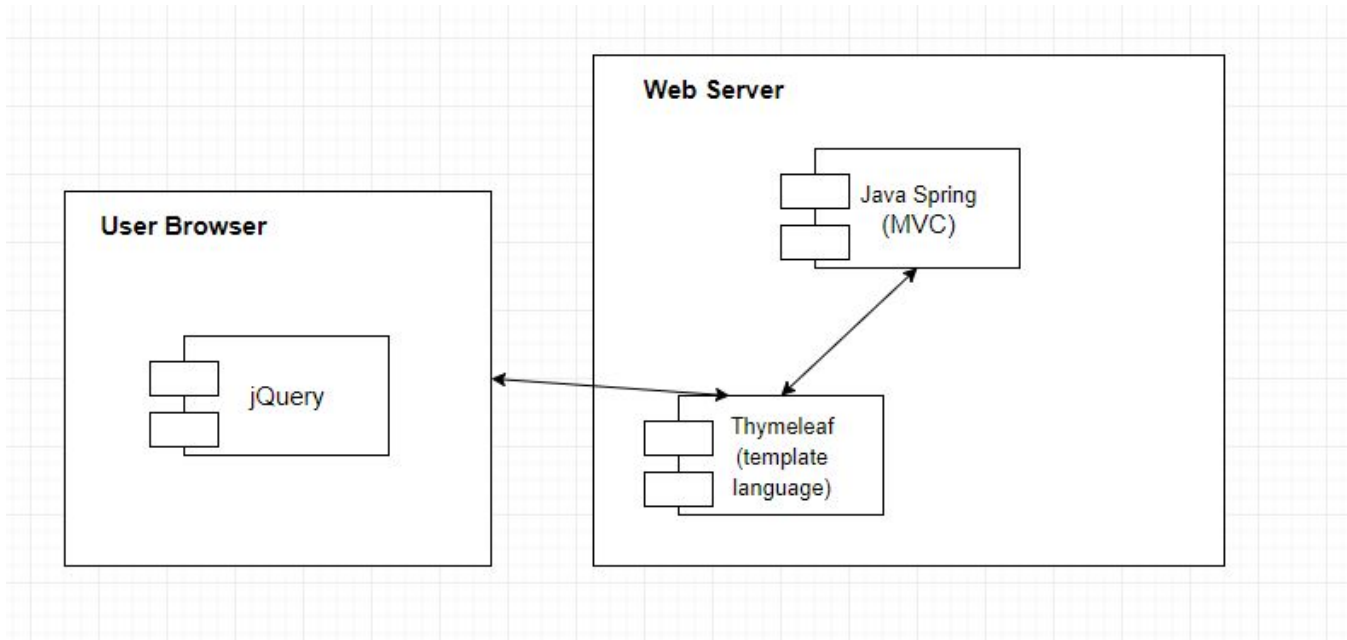 Web Server
Java Spring
(MVC)
User Browser
jQuery
Thymeleaf
(template
language)